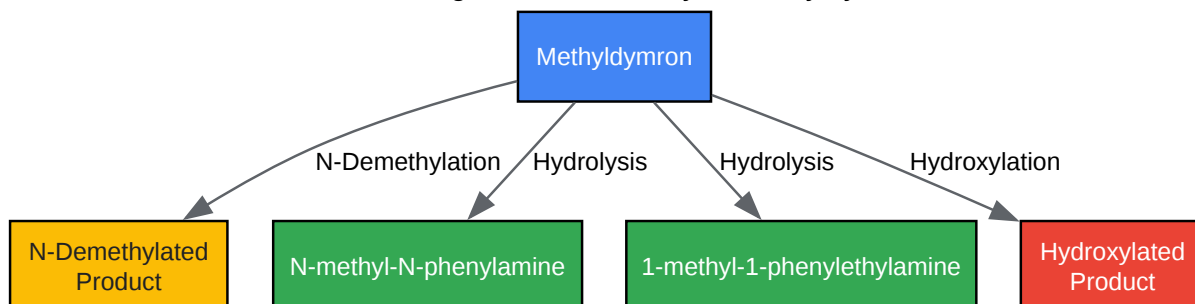 Methyldymron
N-Demethylation
Hydrolysis
Hydrolysis
Hydroxylation
N-Demethylated
Product
N-methyl-N-phenylamine
1-methyl-1-phenylethylamine
Hydroxylated
Product